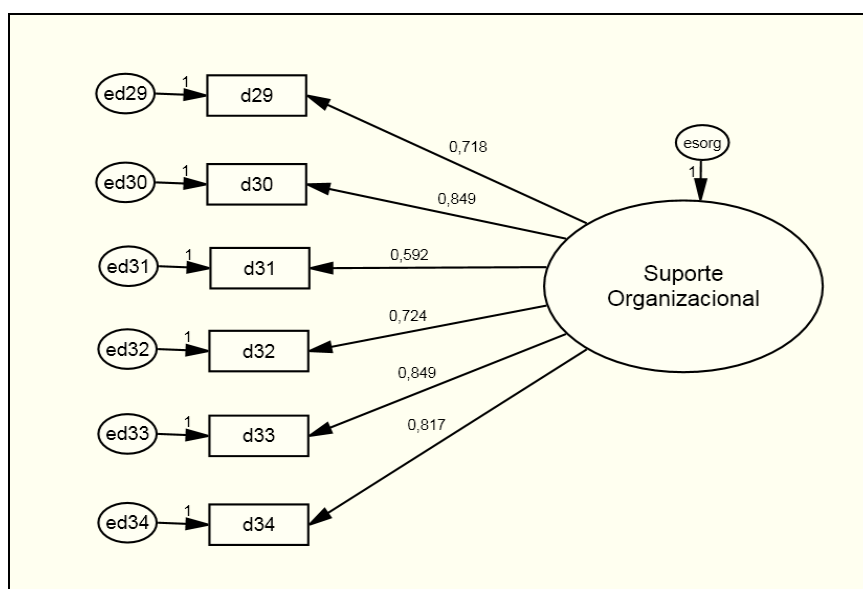 ed29 1 d29
0,718
esorg
1
ed30 1 d30
0,849
ed31 1 d31
0,592
Suporte
Organizacional
ed32 1 d32
0,724
ed33 1 d33
0,849
0,817
ed34 1 d34